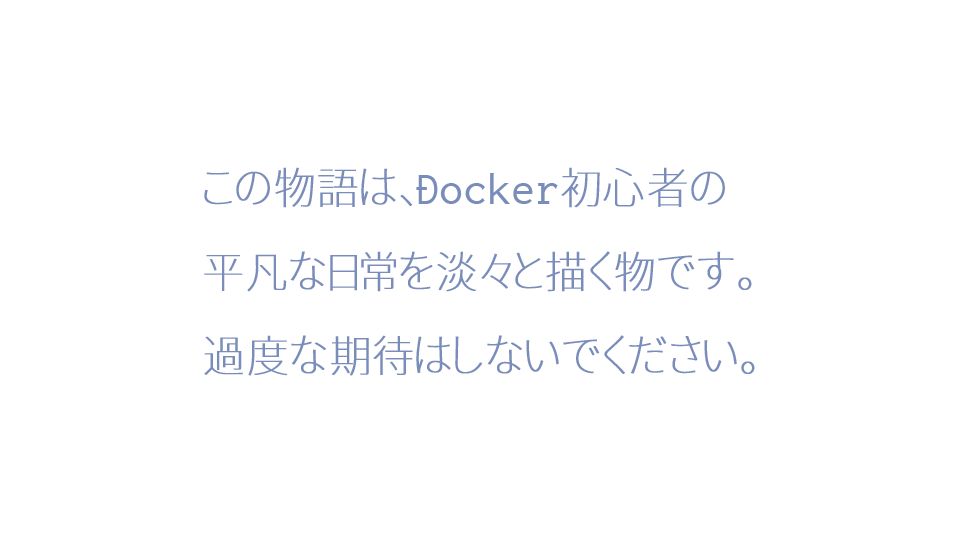 この物語は、Đocker初心者の
平凡な日常を淡々と描く物です。
過度な期待はしないでください。